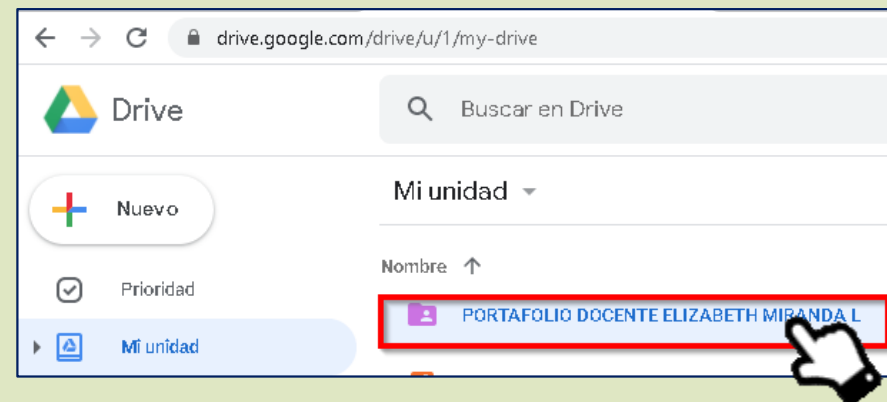 drive.google.com/drive/u/1/my-drive
Drive
Buscar en Drive
Nuevo
Mi unidad
Nombre
Prioridad
PORTAFOLIO DOCENTE ELIZABETH MIRANDA L
Mi unidad